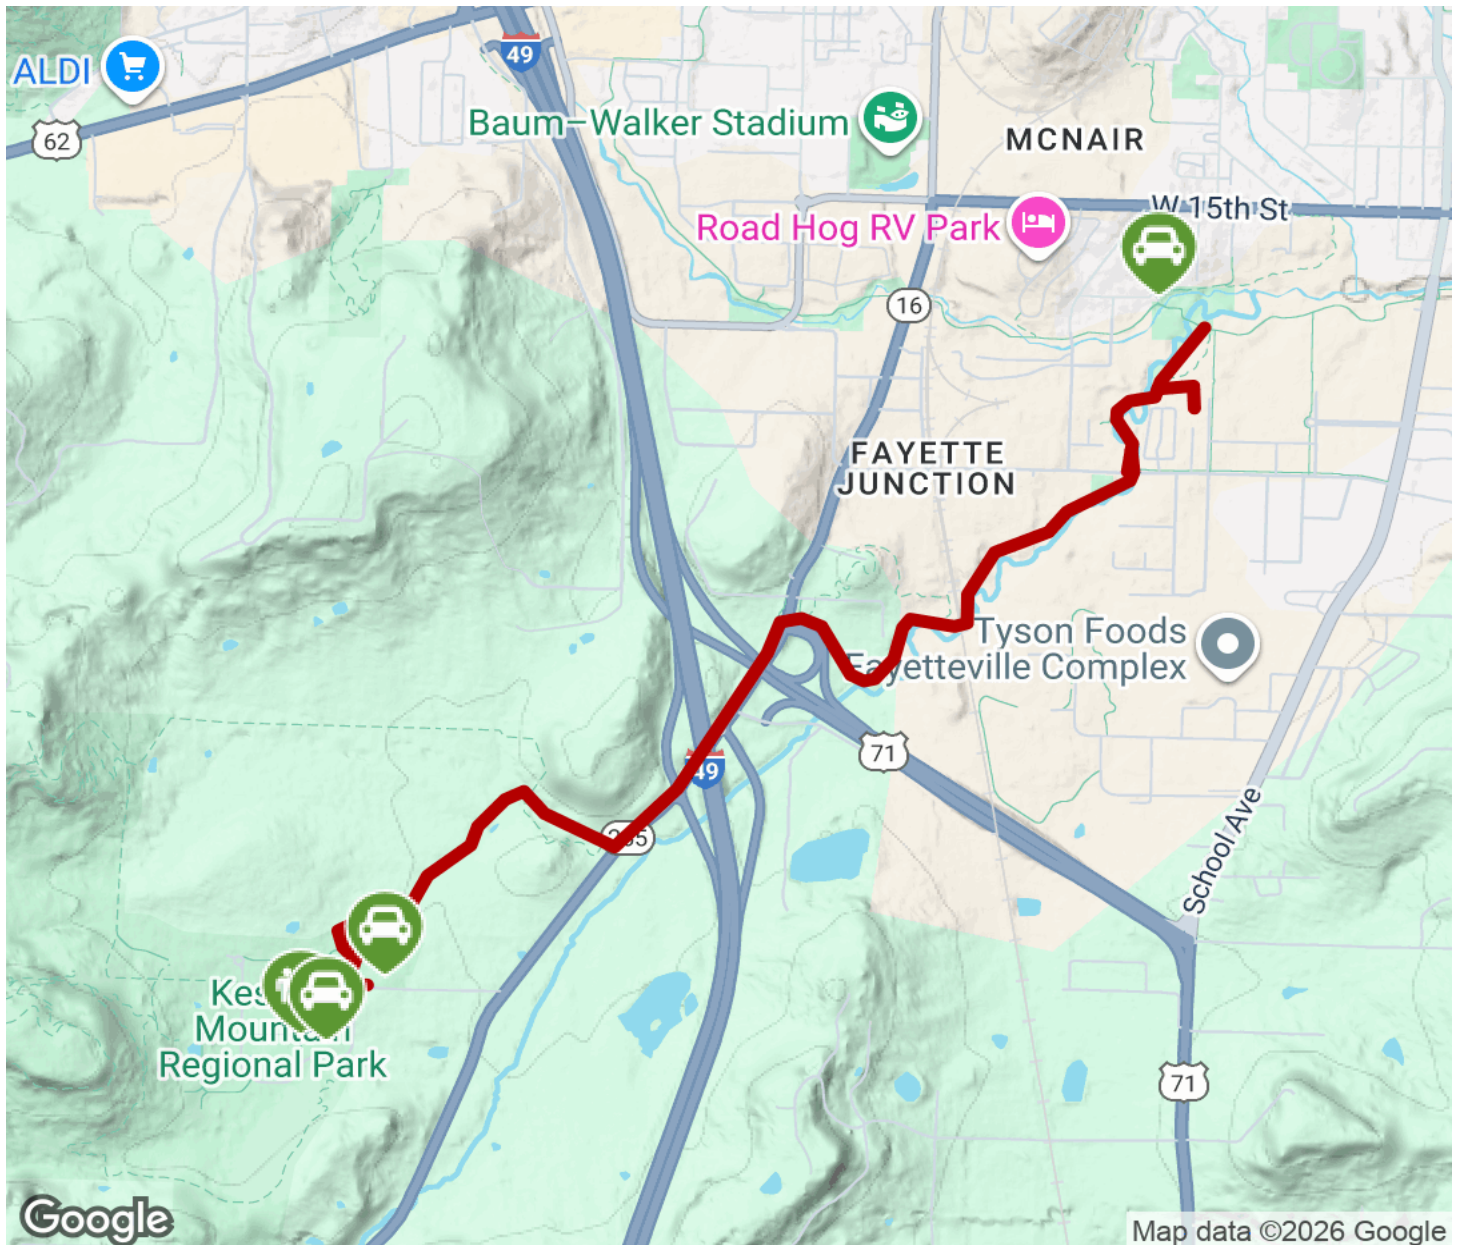 49
ALDI
62
Baum–Walker Stadium
MCNAIR
W 15th St
Road Hog RV Park
16
FAYETTE
JUNCTION
Tyson Foods
Fayetteville Complex
71
49
School Ave
Mountain
Regional Park
71
Google
Map data ©2026 Google